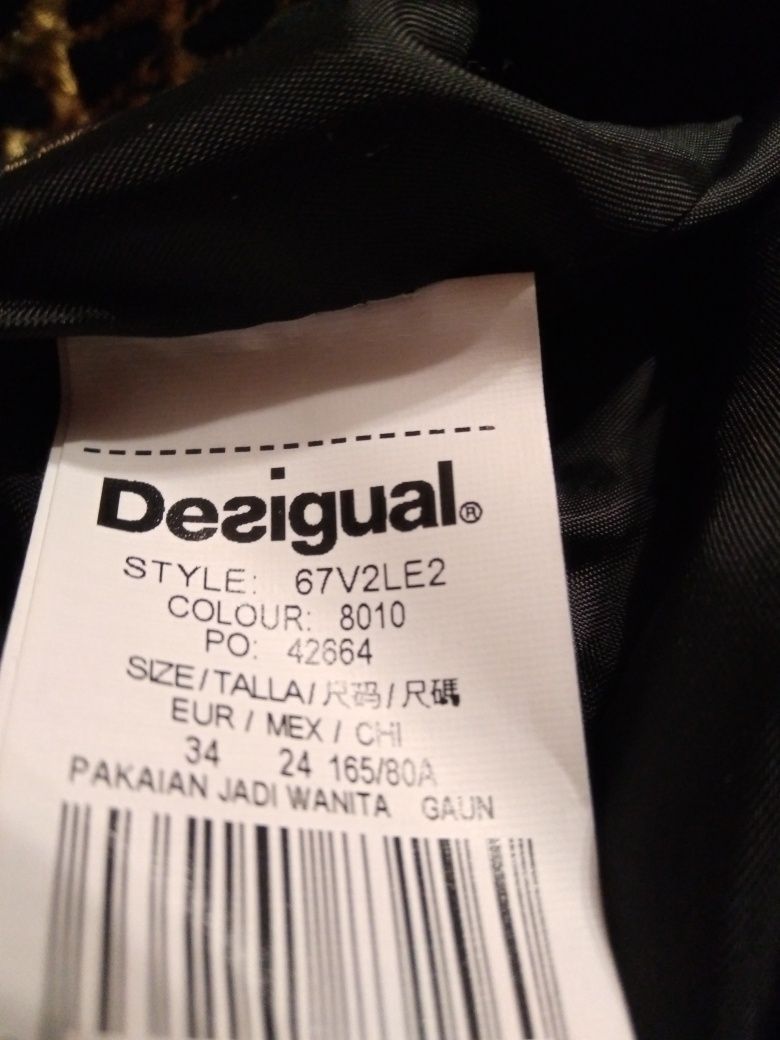 Desigual®
STYLE: 67V2LE2
COLOUR: 8010
PO: 42664
SIZE/TALLA/尺码/尺碼
EUR / MEX / CHI
34 24 165/80A
PAKAIAN JADI WANITA GAUN